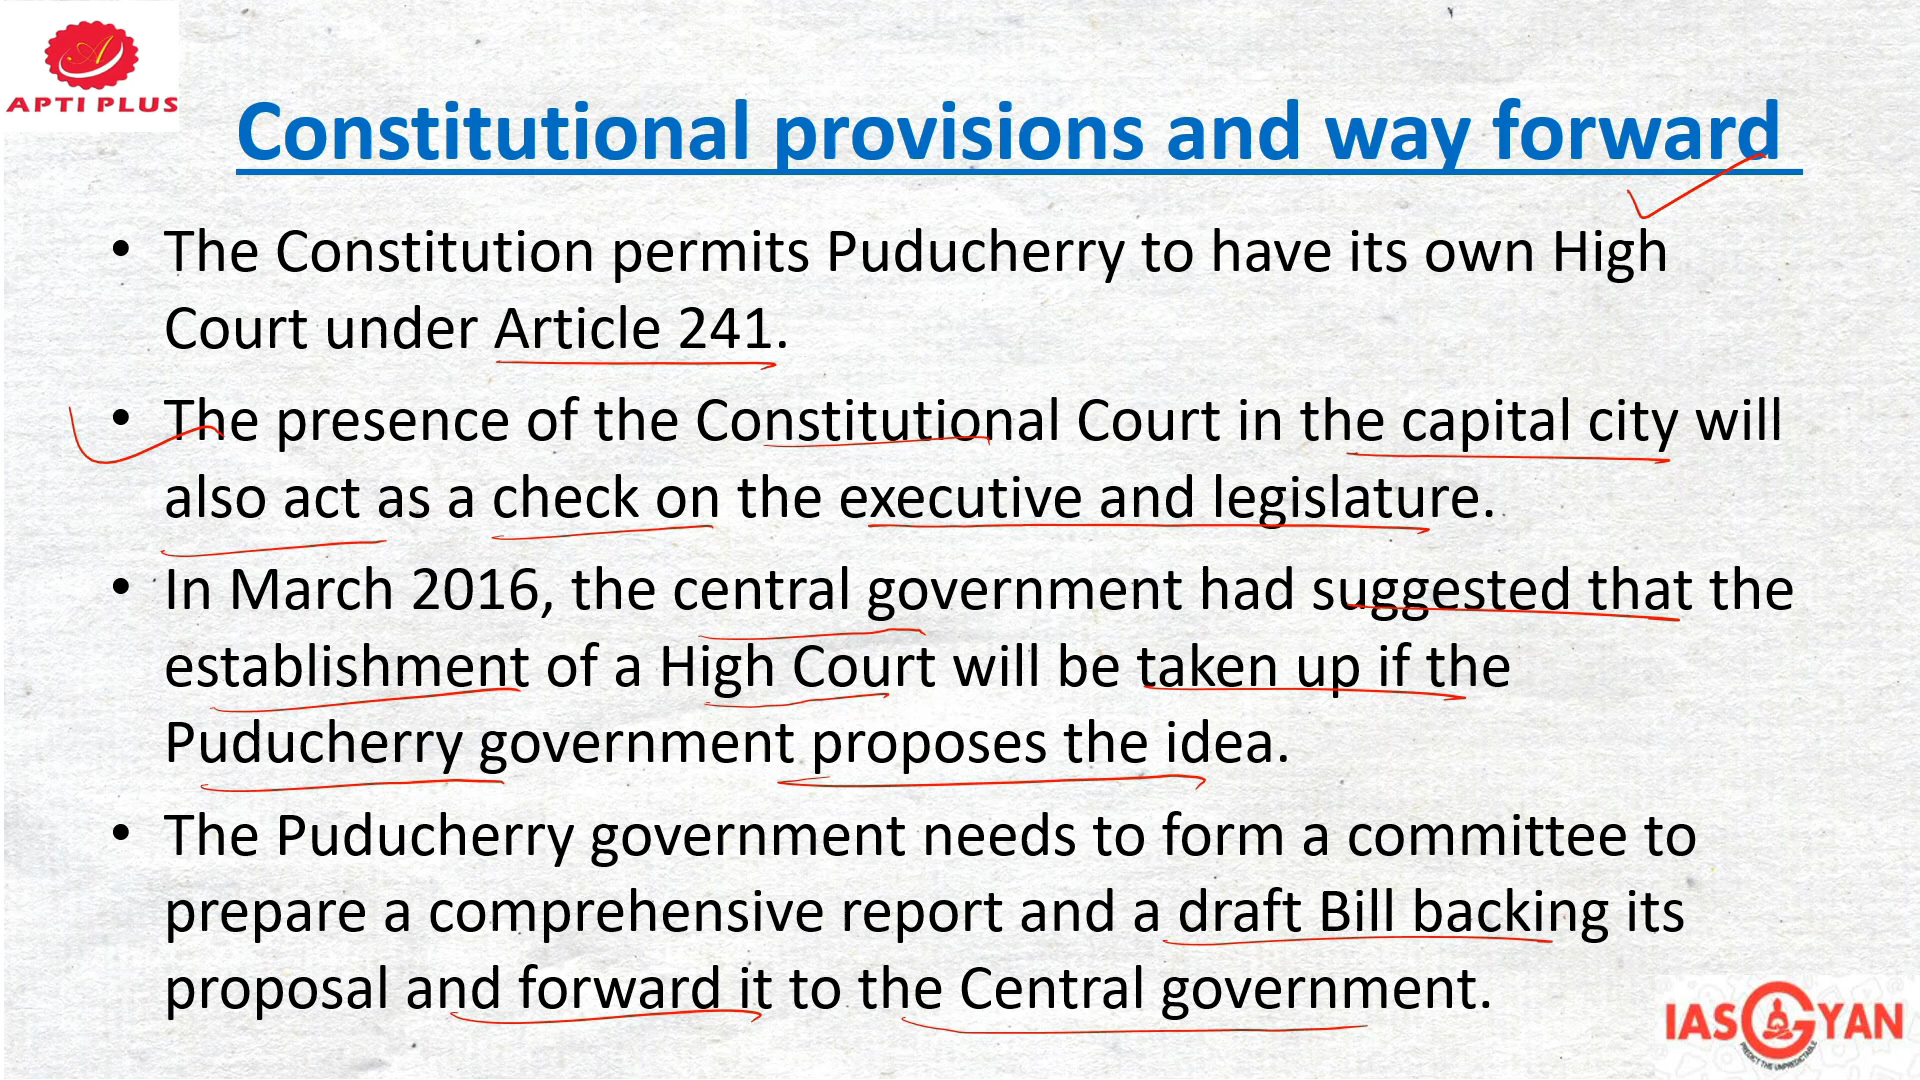 APTI PLUS
Constitutional provisions and way forward
• The Constitution permits Puducherry to have its own High
Court under Article 241.
• The presence of the Constitutional Court in the capital city will
also act as a check on the executive and legislature.
• In March 2016, the central government had suggested that the
establishment of a High Court will be taken up if the
Puducherry government proposes the idea.
• The Puducherry government needs to form a committee to
prepare a comprehensive report and a draft Bill backing its
proposal and forward it to the Central government.
IAS GYAN
PREDICT THE UNPREDICTABLE